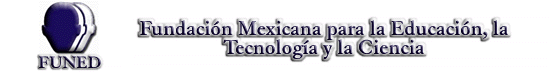 FUNED
Fundación Mexicana para la Educación, la
Tecnología y la Ciencia